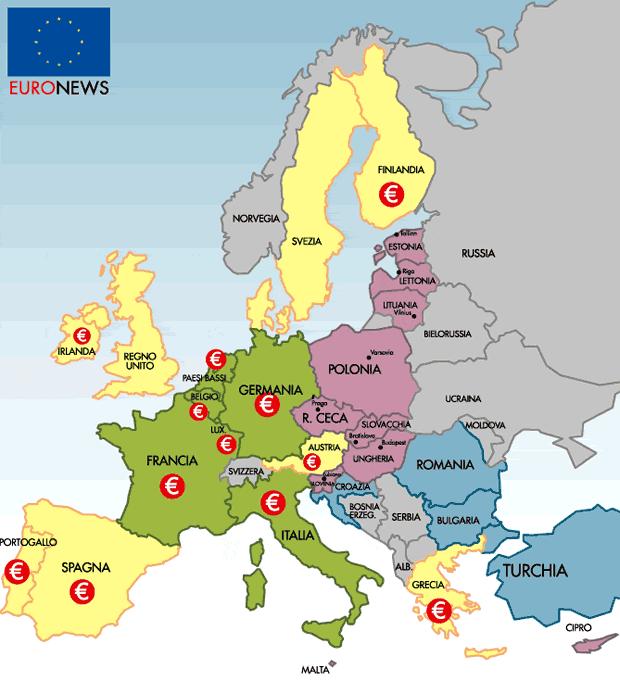 EURONEWS
FINLANDIA
€
NORVEGIA
SVEZIA
Tallinn
ESTONIA
RUSSIA
Riga
LETTONIA
LITUANIA
Vilnius
BIELORUSSIA
€
IRLANDA
REGNO
UNITO
€
PAESI BASSI
BELGIO
€
GERMANIA
€
Varsavia
POLONIA
Praga
R. CECA
UCRAINA
LUX.
€
SLOVACCHIA
Bratislava
Budapest
MOLDOVA
AUSTRIA
€
UNGHERIA
FRANCIA
€
SVIZZERA
ROMANIA
Lubiana
SLOVINIA
CROAZIA
€
ITALIA
BOSNIA
ERZEG.
SERBIA
BULGARIA
PORTOGALLO
€
SPAGNA
€
ALB.
GRECIA
€
TURCHIA
CIPRO
MALTA